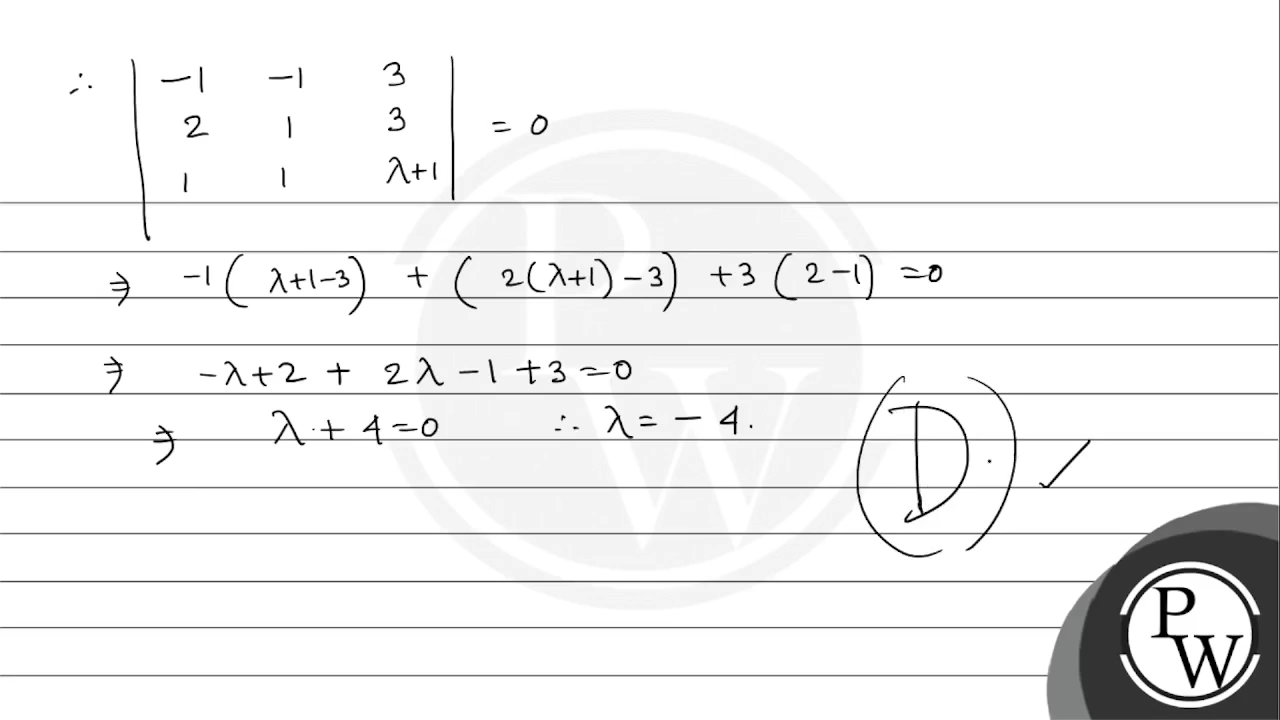 ∴ | -1 -1 3 |
| 2 1 3 | = 0
| 1 1 λ+1 |
⇒ -1 ( λ+1-3 ) + ( 2(λ+1) - 3 ) + 3 ( 2-1 ) = 0
⇒ -λ+2 + 2λ - 1 + 3 = 0
⇒ λ + 4 = 0 ∴ λ = - 4.
(D.) ✓
PW
PW